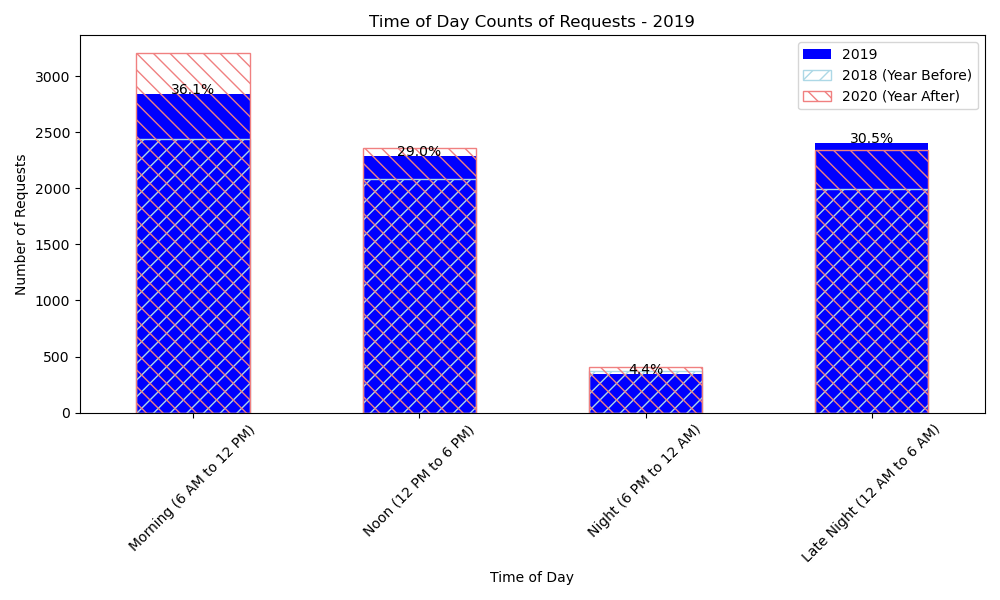 Time of Day Counts of Requests - 2019
2019
2018 (Year Before)
2020 (Year After)
36.1%
29.0%
4.4%
30.5%
Number of Requests
3000
2500
2000
1500
1000
500
0
Morning (6 AM to 12 PM)
Noon (12 PM to 6 PM)
Night (6 PM to 12 AM)
Late Night (12 AM to 6 AM)
Time of Day